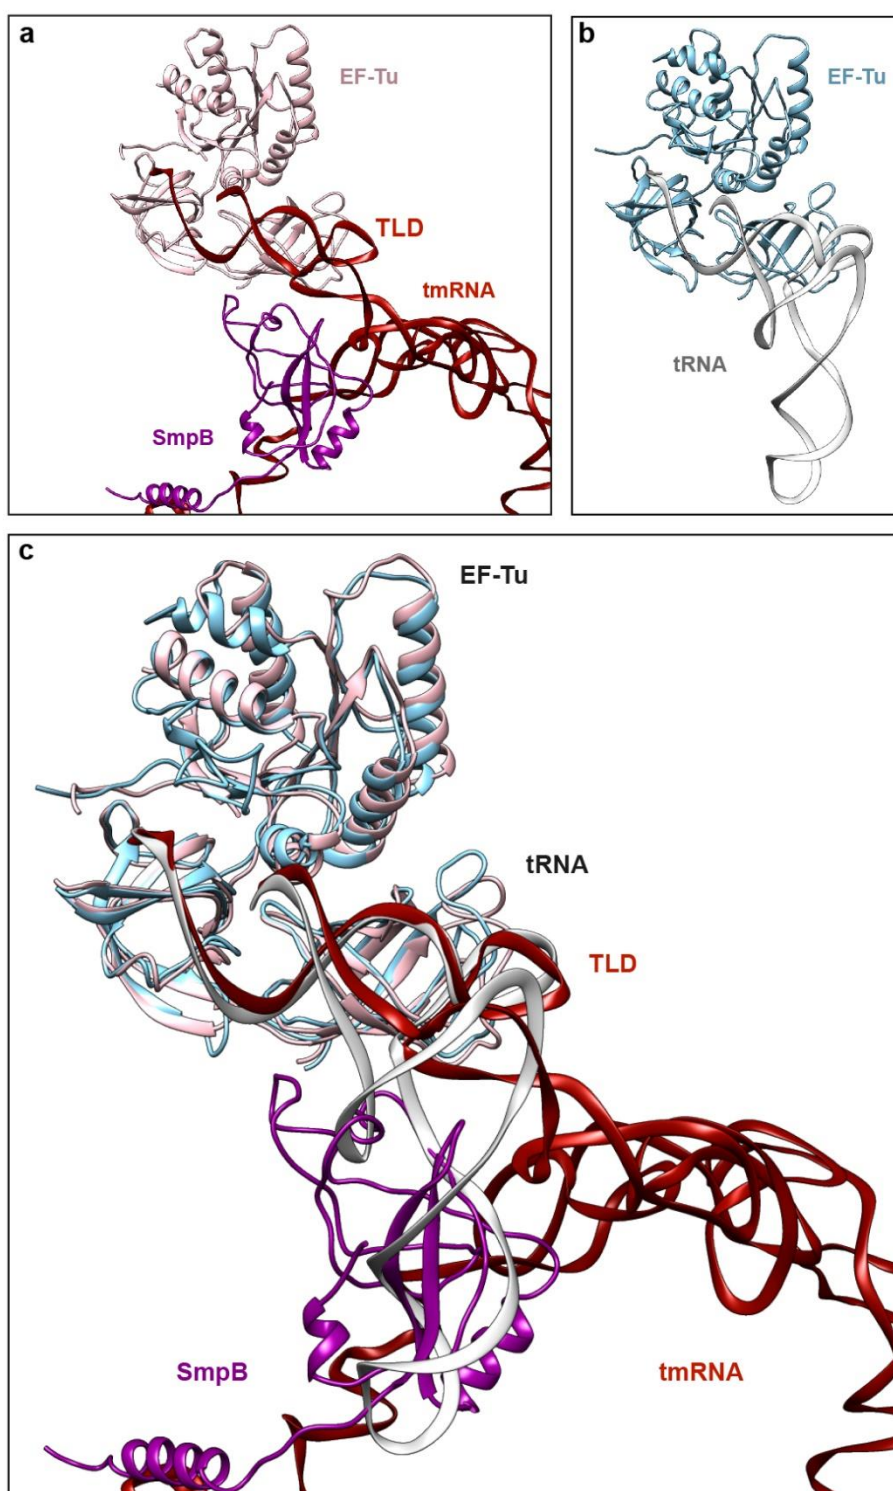 a
EF-Tu
TLD
tmRNA
SmpB
b
EF-Tu
tRNA
c
EF-Tu
tRNA
TLD
SmpB
tmRNA